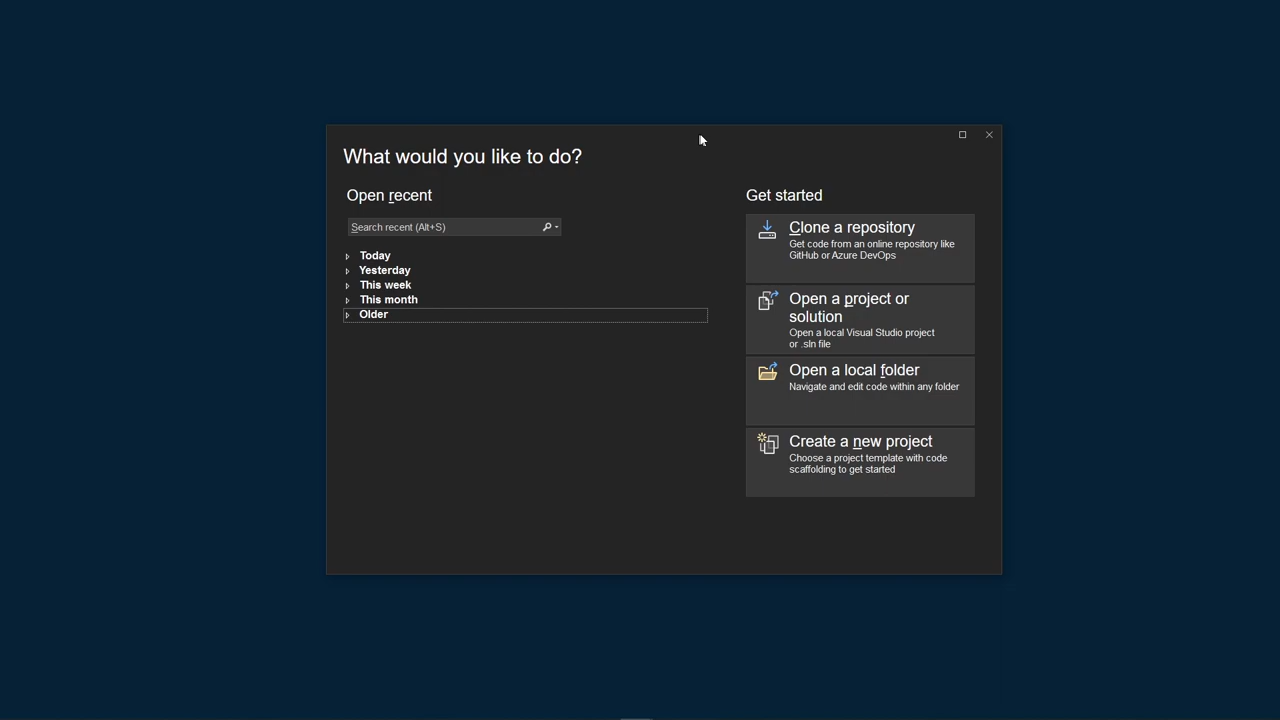 What would you like to do?
Open recent
Search recent (Alt+S)
Today
Yesterday
This week
This month
Older
Get started
Clone a repository
Get code from an online repository like
GitHub or Azure DevOps
Open a project or
solution
Open a local Visual Studio project
or .sln file
Open a local folder
Navigate and edit code within any folder
Create a new project
Choose a project template with code
scaffolding to get started